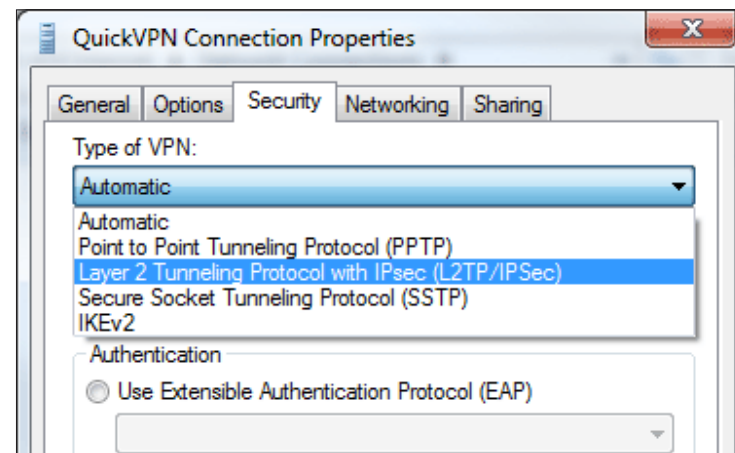 QuickVPN Connection Properties
General Options Security Networking Sharing
Type of VPN:
Automatic
Automatic
Point to Point Tunneling Protocol (PPTP)
Layer 2 Tunneling Protocol with IPsec (L2TP/IPSec)
Secure Socket Tunneling Protocol (SSTP)
IKEv2
Authentication
Use Extensible Authentication Protocol (EAP)